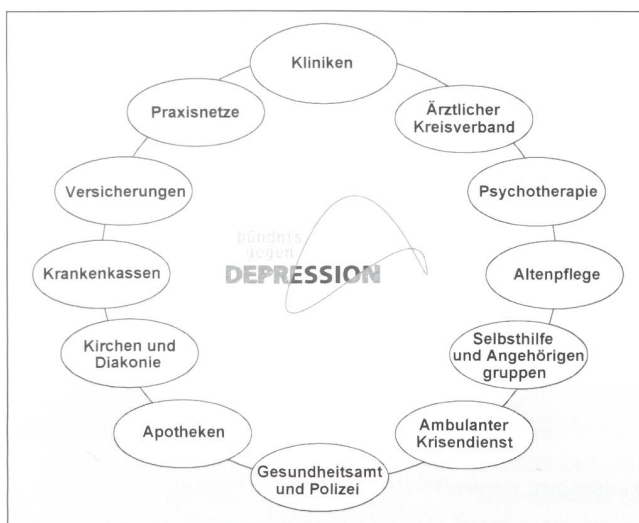 Kliniken
Ärztlicher
Kreisverband
Psychotherapie
Altenpflege
Selbsthilfe
und Angehörigen
gruppen
Ambulanter
Krisendienst
Gesundheitsamt
und Polizei
Apotheken
Kirchen und
Diakonie
Krankenkassen
Versicherungen
Praxisnetze
bündnis
gegen
DEPRESSION